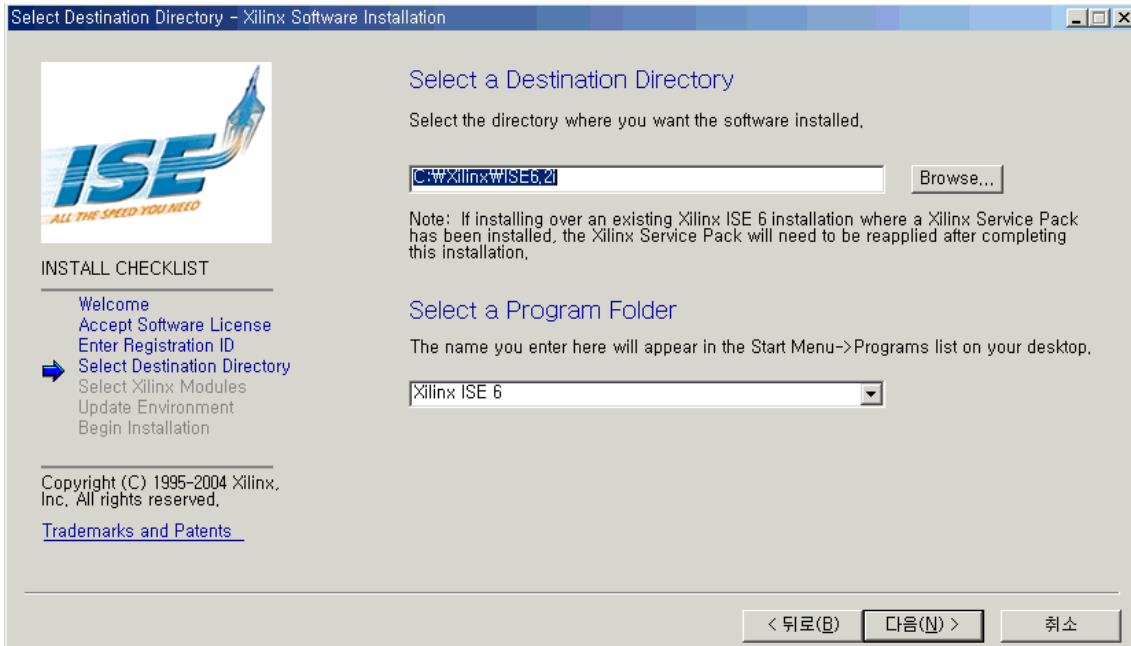 Select Destination Directory - Xilinx Software Installation
ISE
ALL THE SPEED YOU NEED
INSTALL CHECKLIST
Welcome
Accept Software License
Enter Registration ID
Select Destination Directory
Select Xilinx Modules
Update Environment
Begin Installation
Copyright (C) 1995-2004 Xilinx,
Inc. All rights reserved.
Trademarks and Patents
Select a Destination Directory
Select the directory where you want the software installed.
C:₩Xilinx₩ISE6.2i
Browse...
Note: If installing over an existing Xilinx ISE 6 installation where a Xilinx Service Pack
has been installed, the Xilinx Service Pack will need to be reapplied after completing
this installation.
Select a Program Folder
The name you enter here will appear in the Start Menu->Programs list on your desktop.
Xilinx ISE 6
< 뒤로(B)
다음(N) >
취소